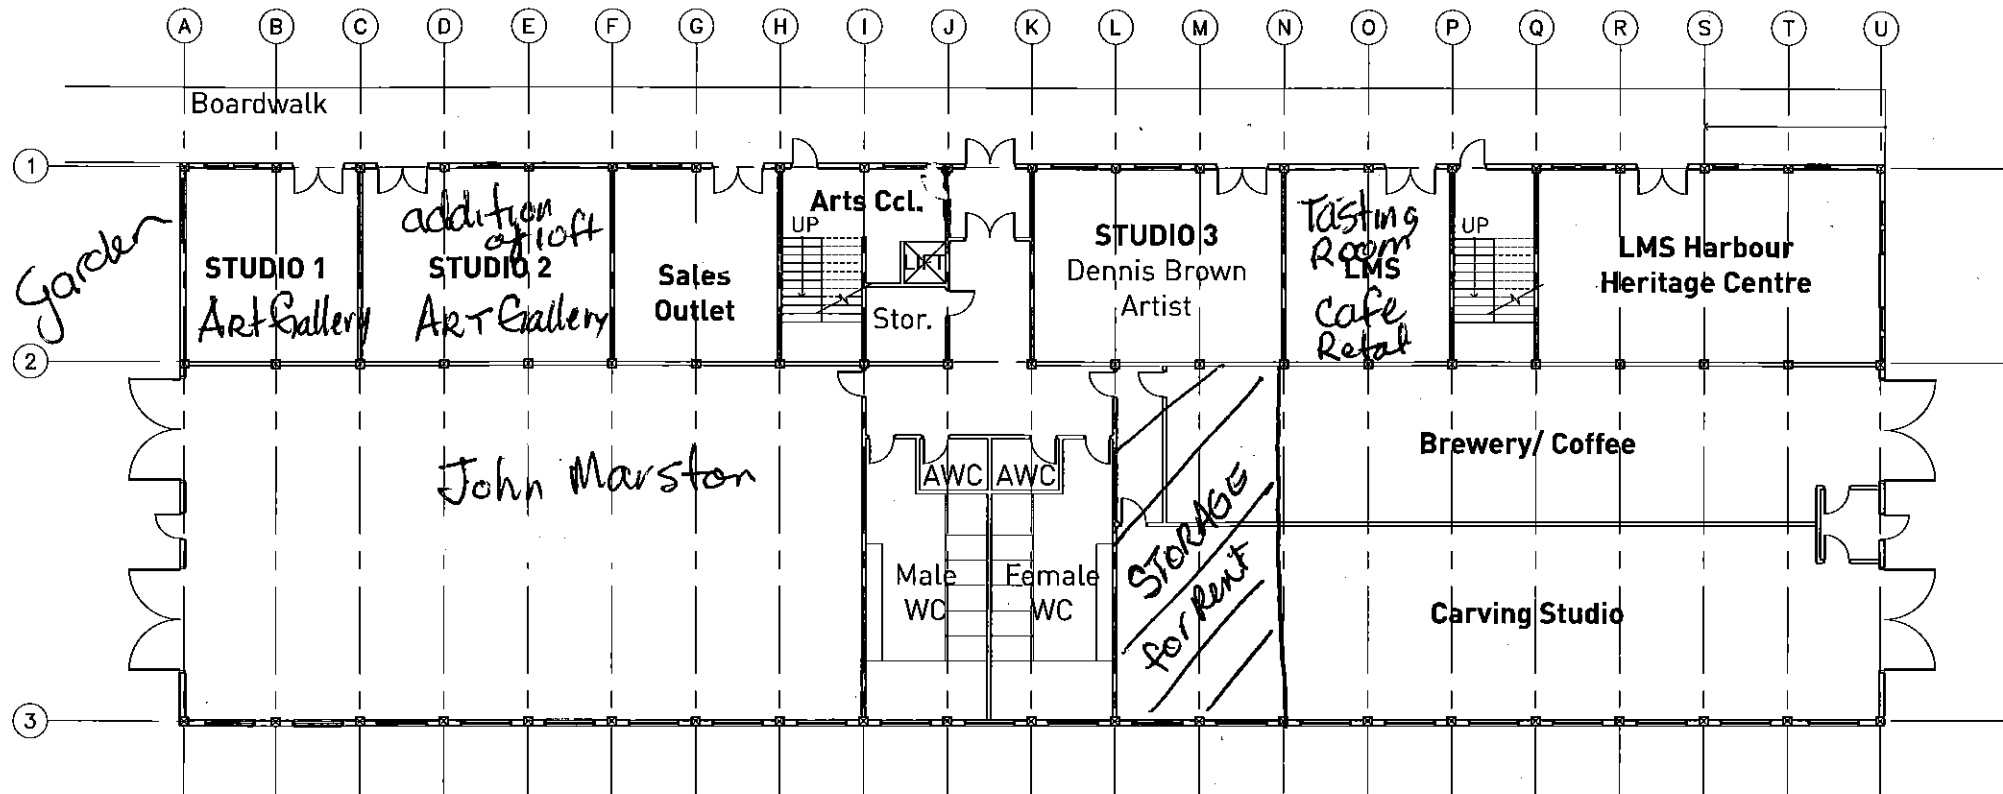 A B C D E F G H I J K L M N O P Q R S T U
Boardwalk
1
Garden
STUDIO 1
Art Gallery
addition
of loft
STUDIO 2
ART Gallery
Sales
Outlet
Arts Ccl.
UP
LIFT
Stor.
STUDIO 3
Dennis Brown
Artist
Tasting
Room
LMS
Cafe
Retal
UP
LMS Harbour
Heritage Centre
2
John Marston
AWC AWC
Male
WC
Female
WC
STORAGE
for Rent
Brewery/ Coffee
Carving Studio
3